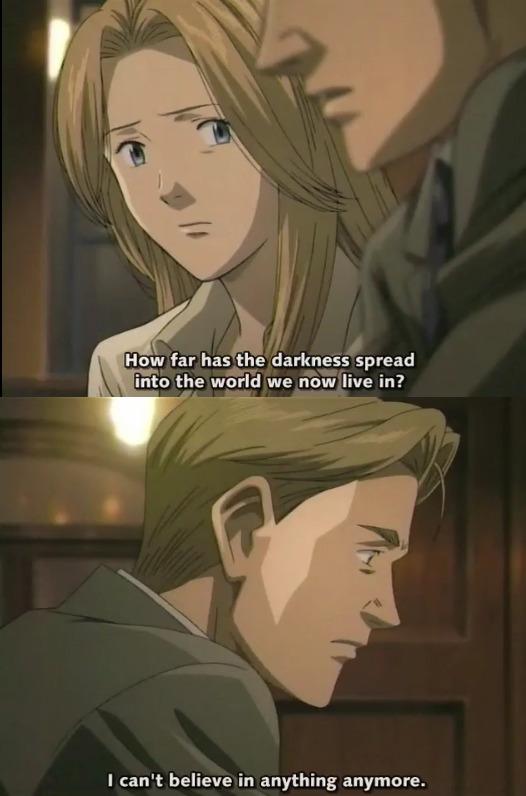 How far has the darkness spread
into the world we now live in?
I can't believe in anything anymore.